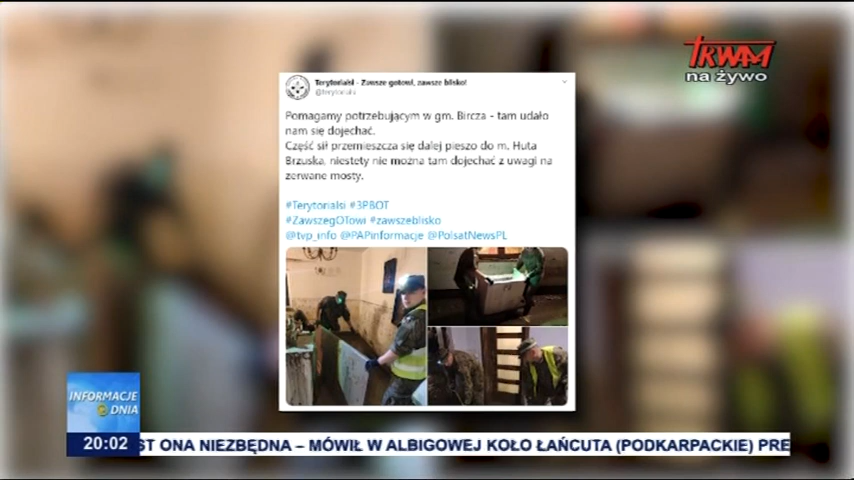 TRWAM
na żywo
Terytorialsi - Zawsze gotowi, zawsze blisko!
@terytorialsi
Pomagamy potrzebującym w gm. Bircza - tam udało
nam się dojechać.
Część sił przemieszcza się dalej pieszo do m. Huta
Brzuska, niestety nie można tam dojechać z uwagi na
zerwane mosty.
#Terytorialsi #3PBOT
#ZawszegOTowi #zawszeblisko
@tvp_info @PAPinformacje @PolsatNewsPL
INFORMACJE
DNIA
20:02
ST ONA NIEZBĘDNA – MÓWIŁ W ALBIGOWEJ KOŁO ŁAŃCUTA (PODKARPACKIE) PRE